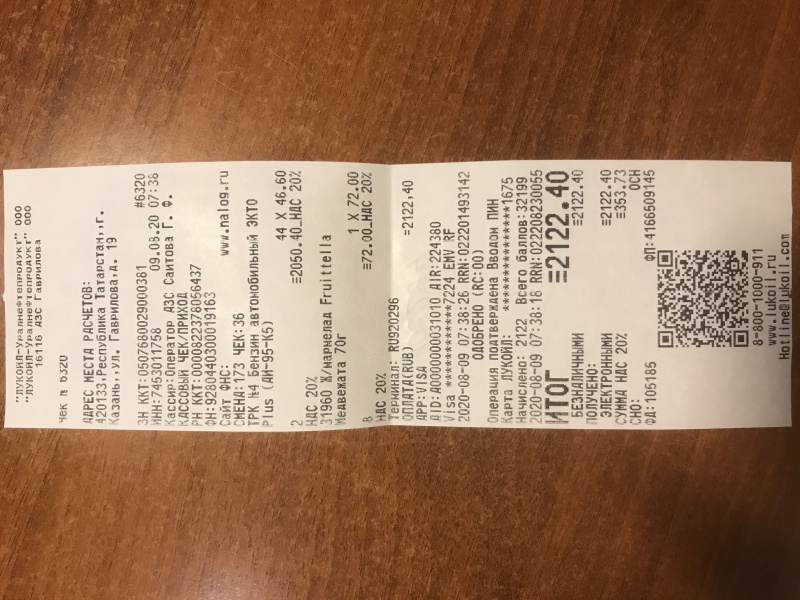 "ЛУКОЙЛ-Уралнефтепродукт" ООО
"ЛУКОЙЛ-Уралнефтепродукт" ООО
16116 АЗС Гаврилова
Чек № 6320
АДРЕС МЕСТА РАСЧЕТОВ:
420133,Республика Татарстан,,г.
Казань,,ул. Гаврилова,д. 19
#6320
ЗН ККТ:0507680029000381
ИНН:7453011758 09.08.20 07:38
Кассир:Оператор АЗС Саитова Г. Ф.
КАССОВЫЙ ЧЕК/ПРИХОД
РН ККТ:0000822378056437
ФН:9280440300019163
Сайт ФНС: www.nalog.ru
СМЕНА:173 ЧЕК:36
ТРК №4 Бензин автомобильный ЭКТО
Plus (АИ-95-К5)
44 X 46.60
2 ≡2050.40_НДС 20%
НДС 20%
31960 Ж/мармелад Fruittella
Медвежата 70г
1 X 72.00
8 ≡72.00_НДС 20%
НДС 20%
Терминал: RU920296
ОПЛАТА(RUB) =2122,40
APP:VISA
AID:A0000000031010 AIR:224380
Visa ************7224 EMV RF
2020-08-09 07:38:26 RRN:022201493142
ОДОБРЕНО (RC:00)
Операция подтверждена Вводом ПИН
Карта ЛУКОЙЛ: **************1675
Начислено: 2122 Всего баллов:32199
2020-08-09 07:38:18 RRN:022208230055
ИТОГ ≡2122.40
БЕЗНАЛИЧНЫМИ ≡2122.40
ПОЛУЧЕНО:
ЭЛЕКТРОННЫМИ ≡2122.40
СУММА НДС 20% ≡353.73
СНО: ОСН
ФД:105185 ФП:4166509145
8-800-1000-911
www.lukoil.ru
Hotline@lukoil.com